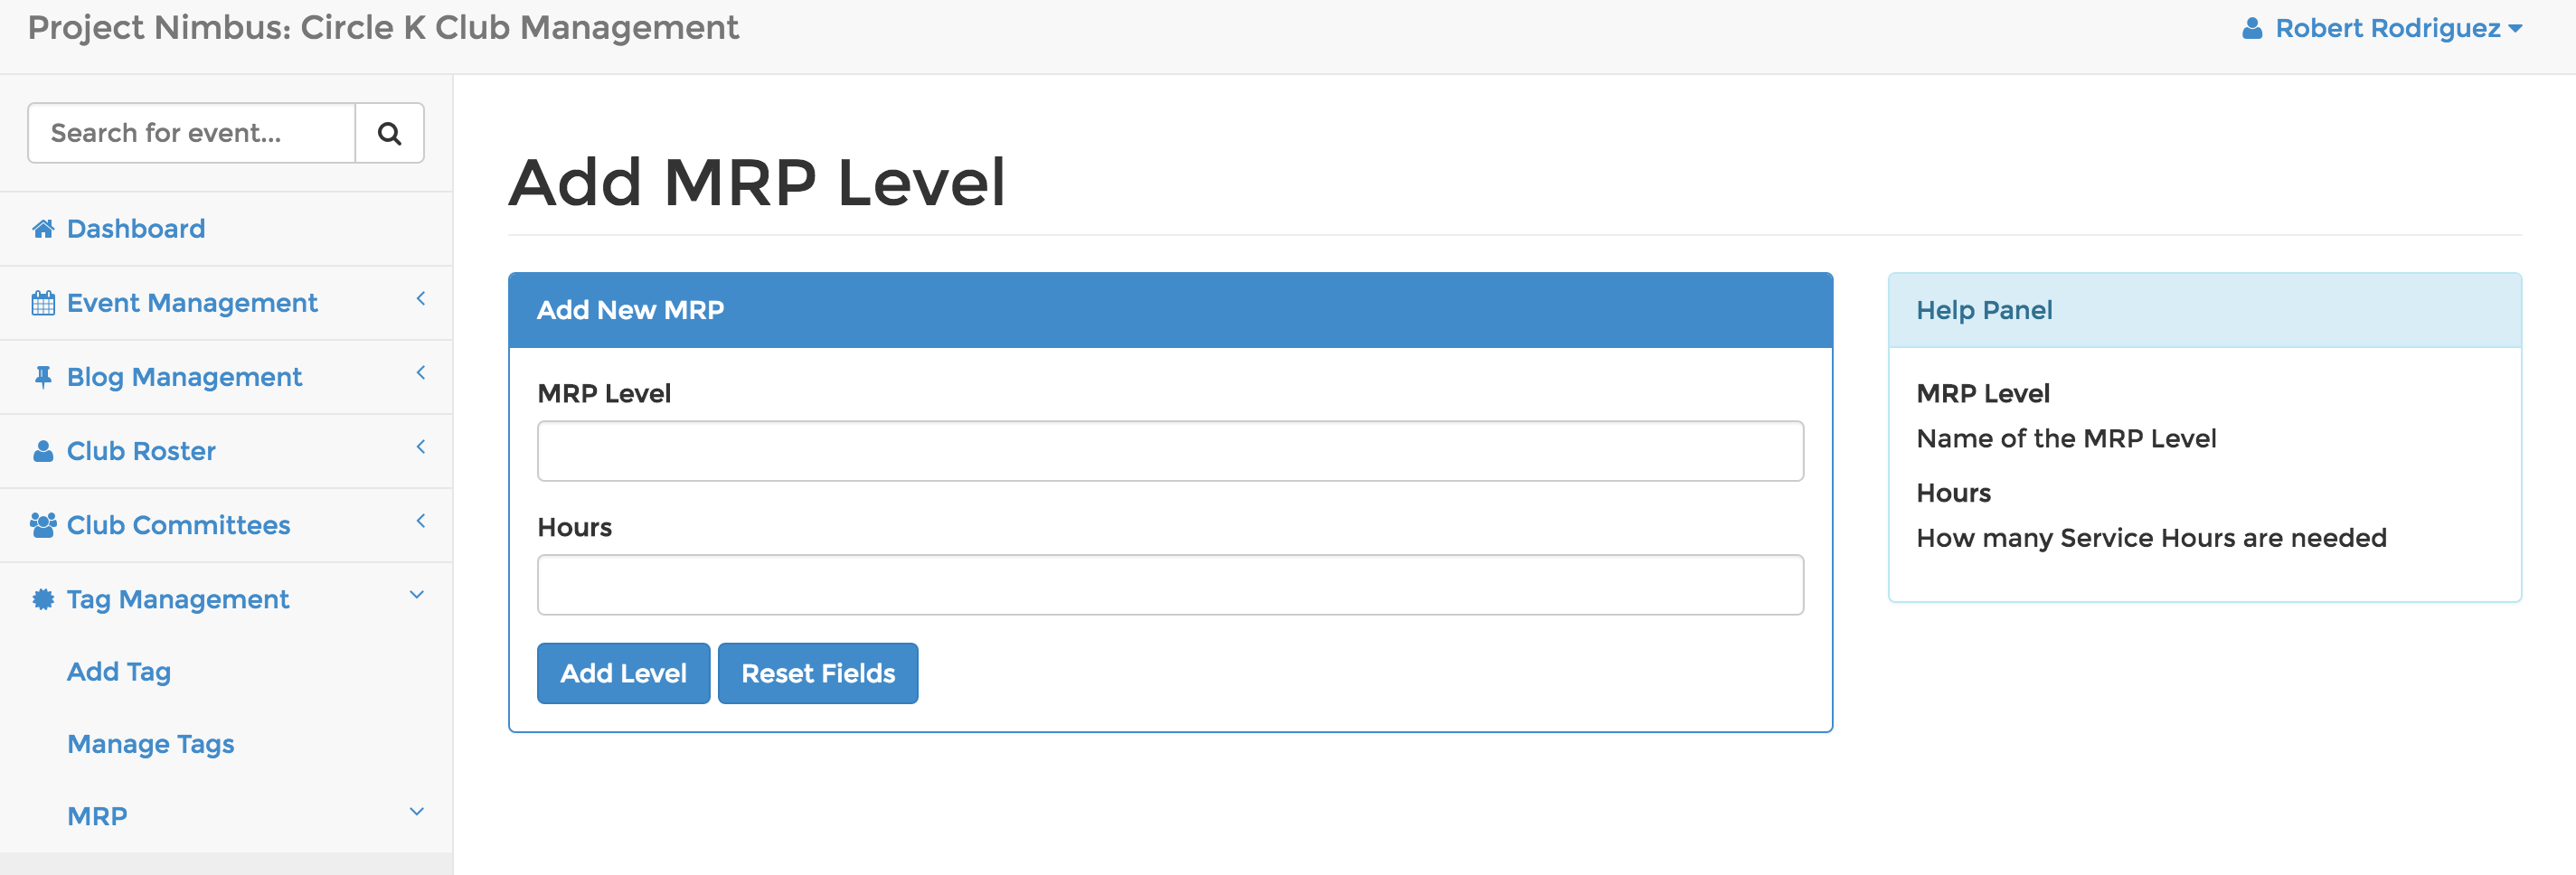 Project Nimbus: Circle K Club Management
Robert Rodriguez
Search for event...
Dashboard
Event Management
Blog Management
Club Roster
Club Committees
Tag Management
Add Tag
Manage Tags
MRP
Add MRP Level
Add New MRP
MRP Level
Hours
Add Level
Reset Fields
Help Panel
MRP Level
Name of the MRP Level
Hours
How many Service Hours are needed